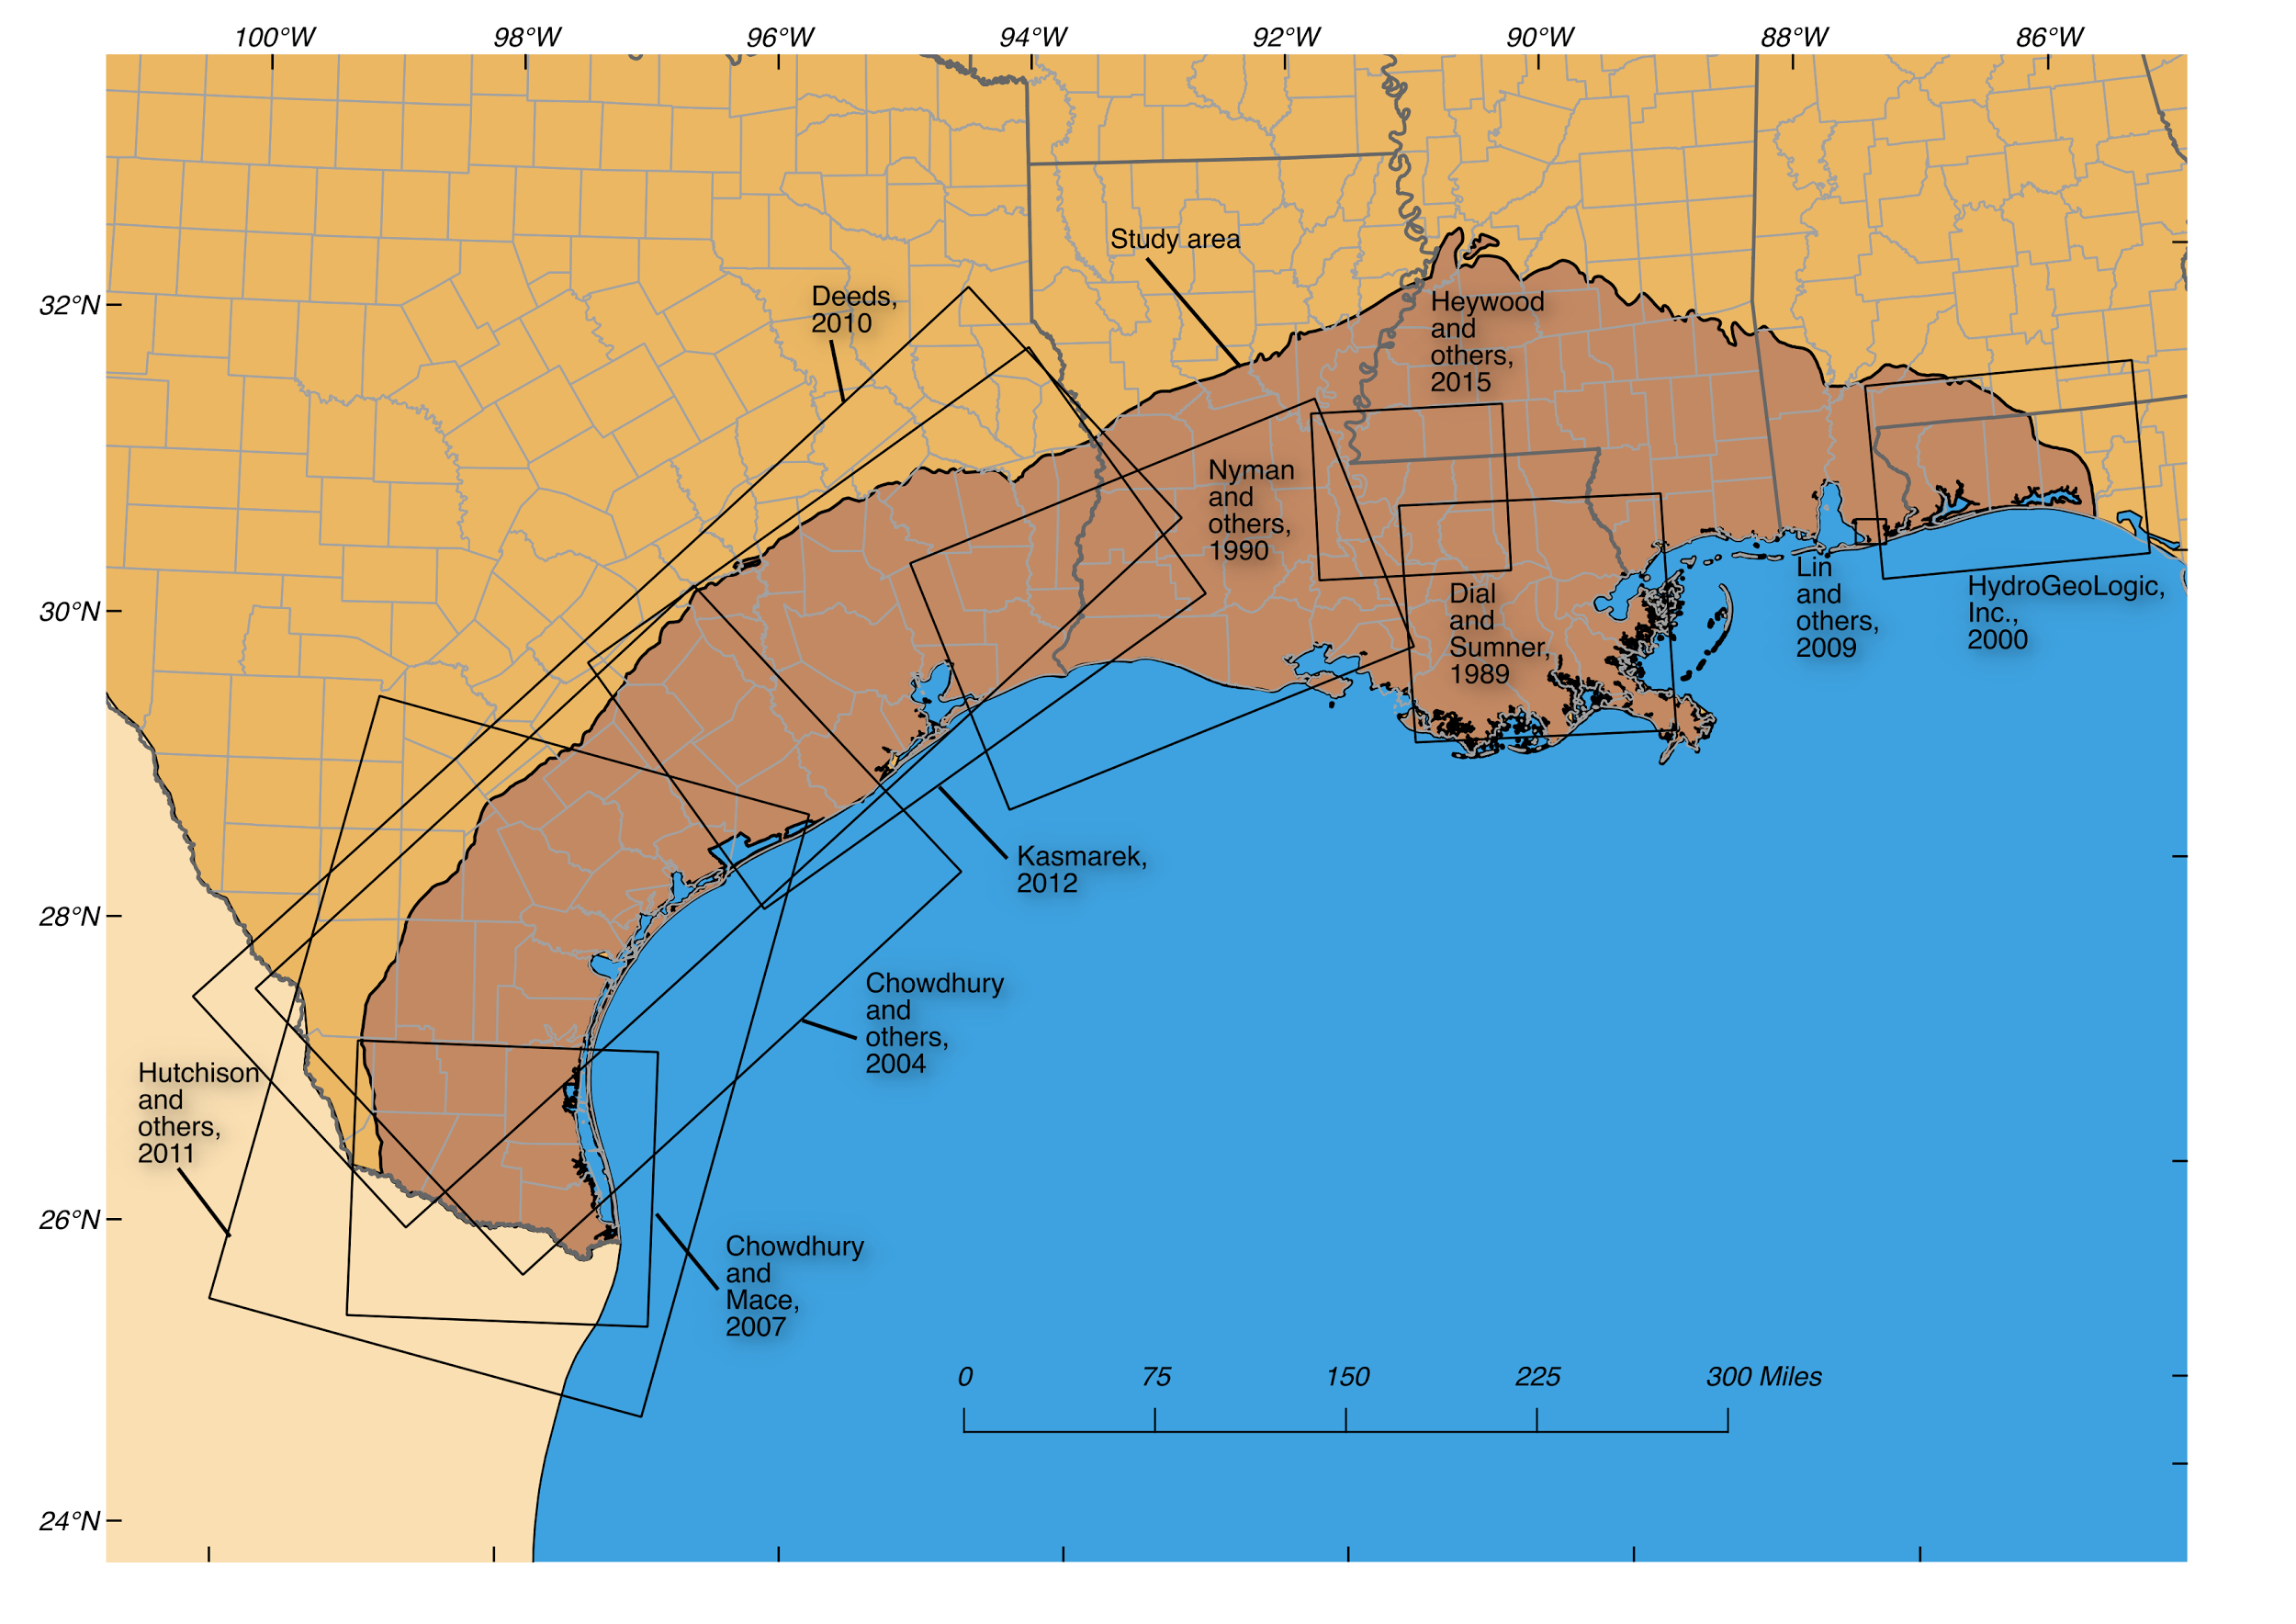 100°W
98°W
96°W
94°W
92°W
90°W
88°W
86°W
32°N
30°N
28°N
26°N
24°N
Study area
Deeds,
2010
Heywood
and
others,
2015
Nyman
and
others,
1990
Dial
and
Sumner,
1989
Lin
and
others,
2009
HydroGeoLogic,
Inc.,
2000
Kasmarek,
2012
Chowdhury
and
others,
2004
Hutchison
and
others,
2011
Chowdhury
and
Mace,
2007
0 75 150 225 300 Miles